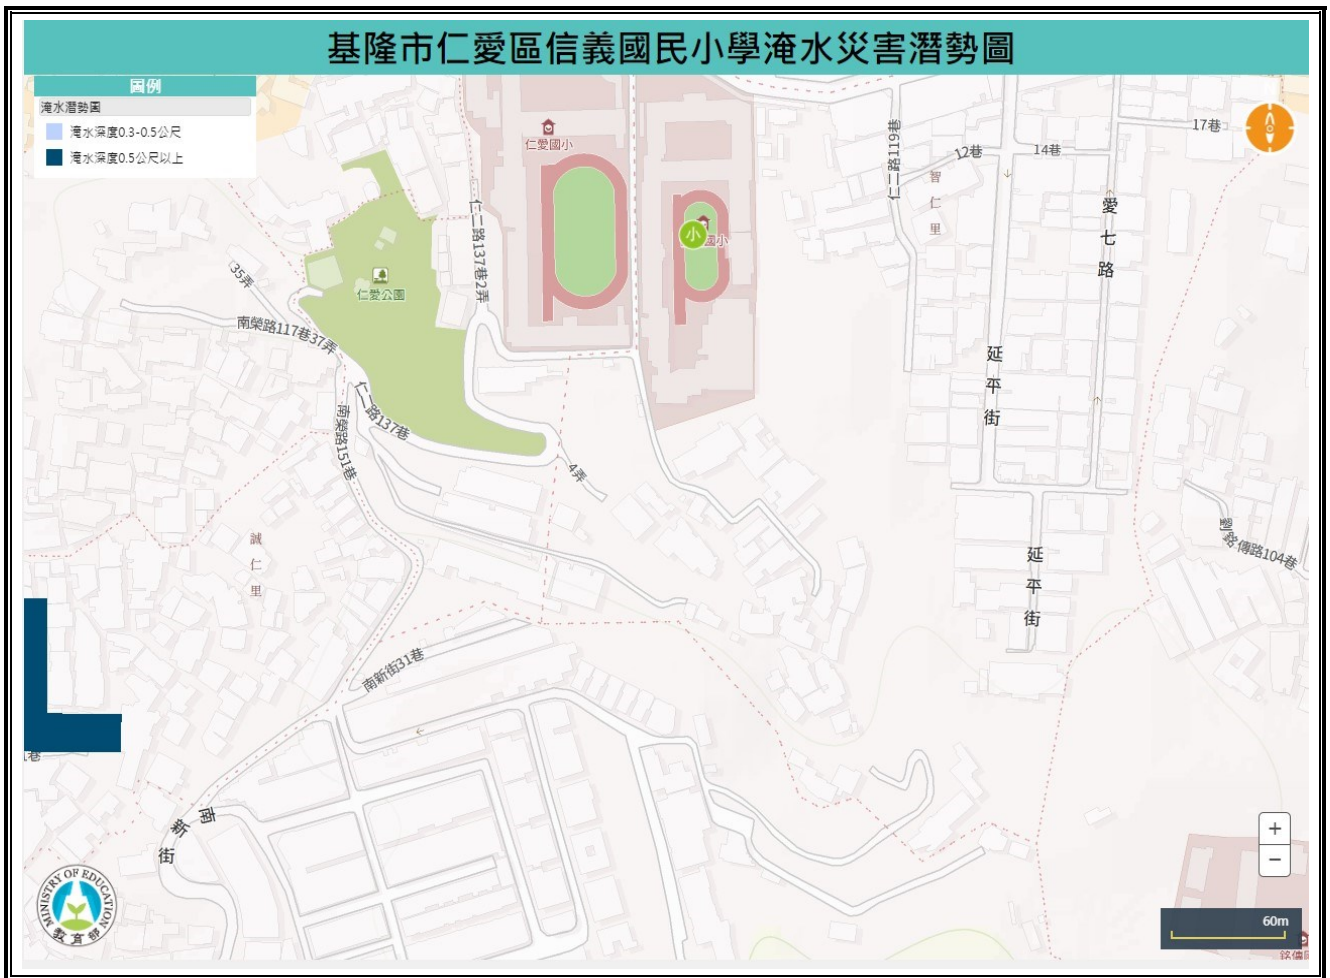 基隆市仁愛區信義國民小學淹水災害潛勢圖
圖例
淹水潛勢圖
淹水深度0.3-0.5公尺
淹水深度0.5公尺以上
仁愛國小
國小
小
仁愛公園
仁二路137巷2弄
仁二路119巷
12巷
14巷
17巷
智仁里
愛七路
延平街
35弄
南榮路117巷37弄
仁二路137巷
南榮路151巷
4弄
誠仁里
延平街
傳路104巷
南新街31巷
南新街
MINISTRY OF EDUCATION
教育部
+
−
60m